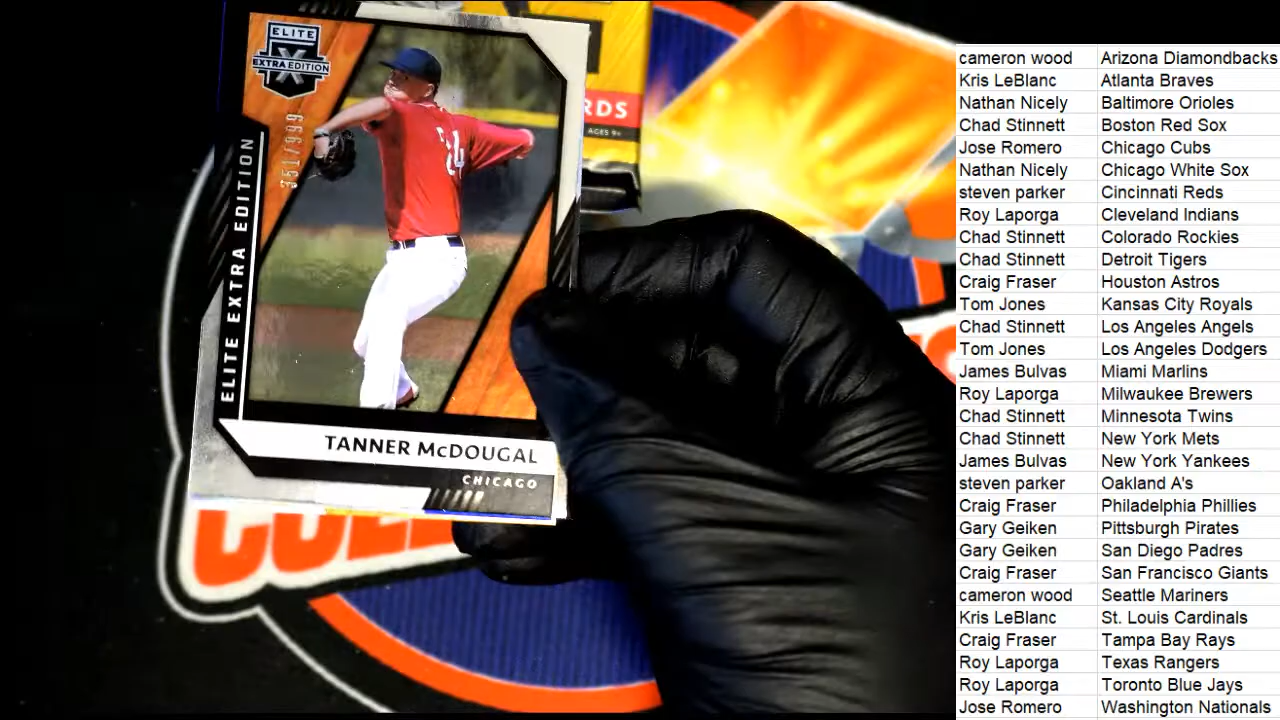 ELITE
EXTRA EDITION
351/999
ELITE EXTRA EDITION
TANNER McDOUGAL
CHICAGO
RDS
AGES 9+
cameron wood Arizona Diamondbacks
Kris LeBlanc Atlanta Braves
Nathan Nicely Baltimore Orioles
Chad Stinnett Boston Red Sox
Jose Romero Chicago Cubs
Nathan Nicely Chicago White Sox
steven parker Cincinnati Reds
Roy Laporga Cleveland Indians
Chad Stinnett Colorado Rockies
Chad Stinnett Detroit Tigers
Craig Fraser Houston Astros
Tom Jones Kansas City Royals
Chad Stinnett Los Angeles Angels
Tom Jones Los Angeles Dodgers
James Bulvas Miami Marlins
Roy Laporga Milwaukee Brewers
Chad Stinnett Minnesota Twins
Chad Stinnett New York Mets
James Bulvas New York Yankees
steven parker Oakland A's
Craig Fraser Philadelphia Phillies
Gary Geiken Pittsburgh Pirates
Gary Geiken San Diego Padres
Craig Fraser San Francisco Giants
cameron wood Seattle Mariners
Kris LeBlanc St. Louis Cardinals
Craig Fraser Tampa Bay Rays
Roy Laporga Texas Rangers
Roy Laporga Toronto Blue Jays
Jose Romero Washington Nationals